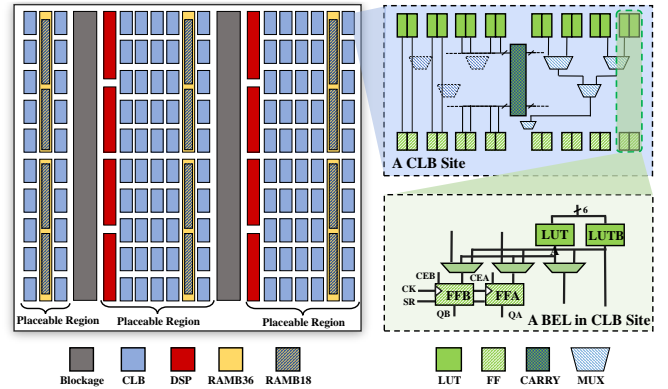 A CLB Site
6
LUT
LUTB
CEB
CEA
CK
FFB
FFA
SR
QB
QA
A BEL in CLB Site
Placeable Region
Placeable Region
Placeable Region
Blockage
CLB
DSP
RAMB36
RAMB18
LUT
FF
CARRY
MUX